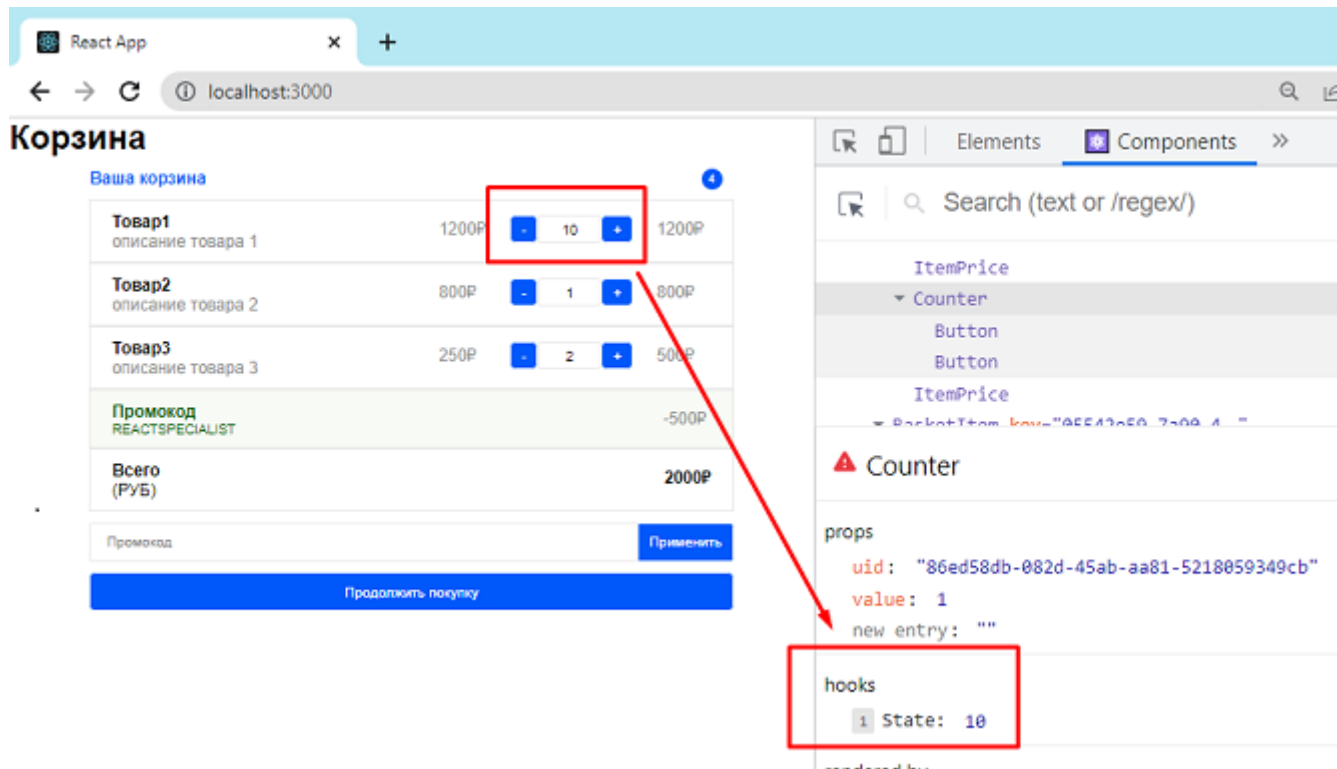 React App
localhost:3000
Корзина
Ваша корзина 4
Товар1
описание товара 1
1200₽ - 10 + 1200₽
Товар2
описание товара 2
800₽ - 1 + 800₽
Товар3
описание товара 3
250₽ - 2 + 500₽
Промокод
REACTSPECIALIST
-500₽
Всего
(РУБ)
2000₽
Промокод Применить
Продолжить покупку
Elements Components
Search (text or /regex/)
ItemPrice
Counter
Button
Button
ItemPrice
Counter
props
uid: "86ed58db-082d-45ab-aa81-5218059349cb"
value: 1
new entry: ""
hooks
1 State: 10